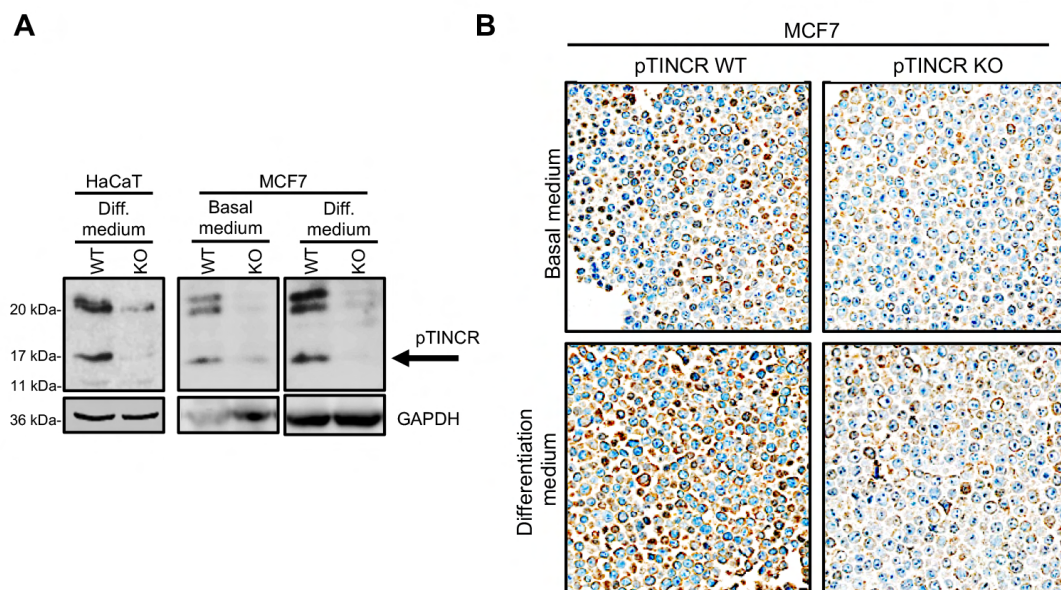 A
B
MCF7
pTINCR WT
pTINCR KO
HaCaT
MCF7
Diff.
medium
Basal
medium
Diff.
medium
WT
KO
WT
KO
WT
KO
20 kDa-
17 kDa-
11 kDa-
36 kDa-
pTINCR
GAPDH
Basal medium
Differentiation
medium